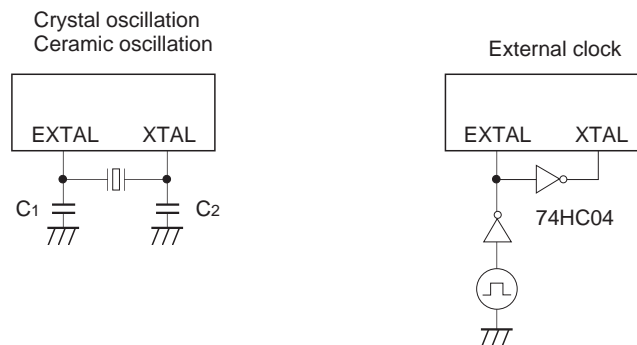 Crystal oscillation
Ceramic oscillation
EXTAL XTAL
C1 C2
External clock
EXTAL XTAL
74HC04